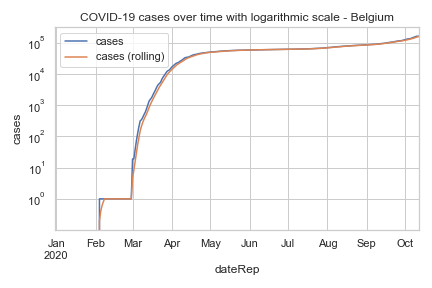 COVID-19 cases over time with logarithmic scale - Belgium
cases
cases (rolling)
10^5
10^4
10^3
10^2
10^1
10^0
cases
Jan Feb Mar Apr May Jun Jul Aug Sep Oct
2020
dateRep